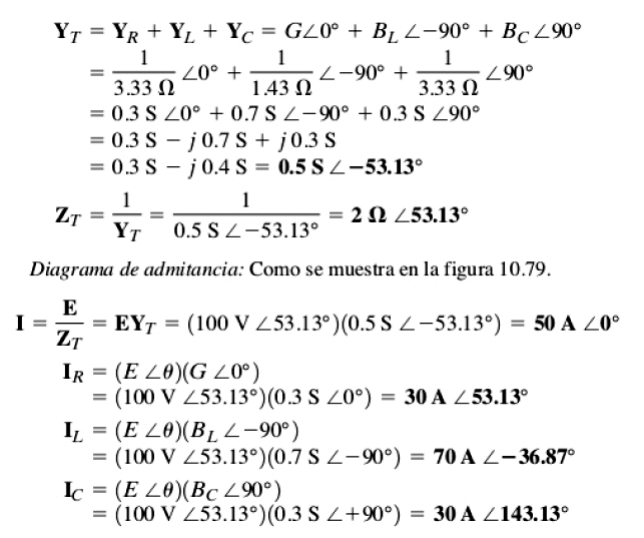 Y_T = Y_R + Y_L + Y_C = G∠0° + B_L ∠−90° + B_C ∠90°
= 1/3.33 Ω ∠0° + 1/1.43 Ω ∠−90° + 1/3.33 Ω ∠90°
= 0.3 S ∠0° + 0.7 S ∠−90° + 0.3 S ∠90°
= 0.3 S − j 0.7 S + j 0.3 S
= 0.3 S − j 0.4 S = 0.5 S ∠−53.13°
Z_T = 1/Y_T = 1/0.5 S ∠−53.13° = 2 Ω ∠53.13°
Diagrama de admitancia: Como se muestra en la figura 10.79.
I = E/Z_T = EY_T = (100 V ∠53.13°)(0.5 S ∠−53.13°) = 50 A ∠0°
I_R = (E ∠θ)(G ∠0°)
= (100 V ∠53.13°)(0.3 S ∠0°) = 30 A ∠53.13°
I_L = (E ∠θ)(B_L ∠−90°)
= (100 V ∠53.13°)(0.7 S ∠−90°) = 70 A ∠−36.87°
I_C = (E ∠θ)(B_C ∠90°)
= (100 V ∠53.13°)(0.3 S ∠+90°) = 30 A ∠143.13°